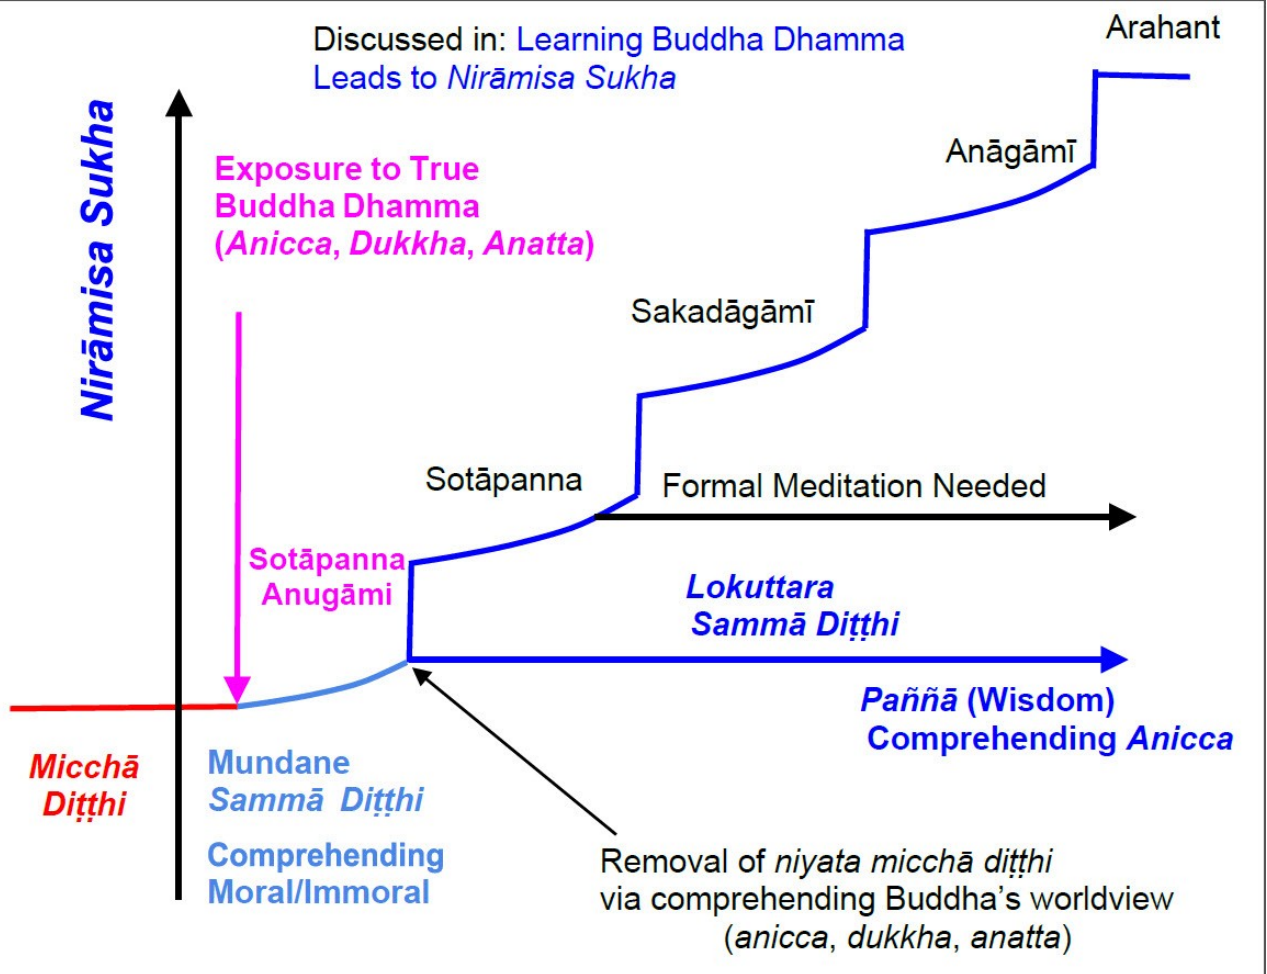 Arahant
Discussed in: Learning Buddha Dhamma
Leads to Nirāmisa Sukha
Nirāmisa Sukha
Exposure to True
Buddha Dhamma
(Anicca, Dukkha, Anatta)
Anāgāmī
Sakadāgāmī
Sotāpanna
Formal Meditation Needed
Sotāpanna
Anugāmi
Lokuttara
Sammā Diṭṭhi
Paññā (Wisdom)
Comprehending Anicca
Micchā
Diṭṭhi
Mundane
Sammā Diṭṭhi
Comprehending
Moral/Immoral
Removal of niyata micchā diṭṭhi
via comprehending Buddha's worldview
(anicca, dukkha, anatta)